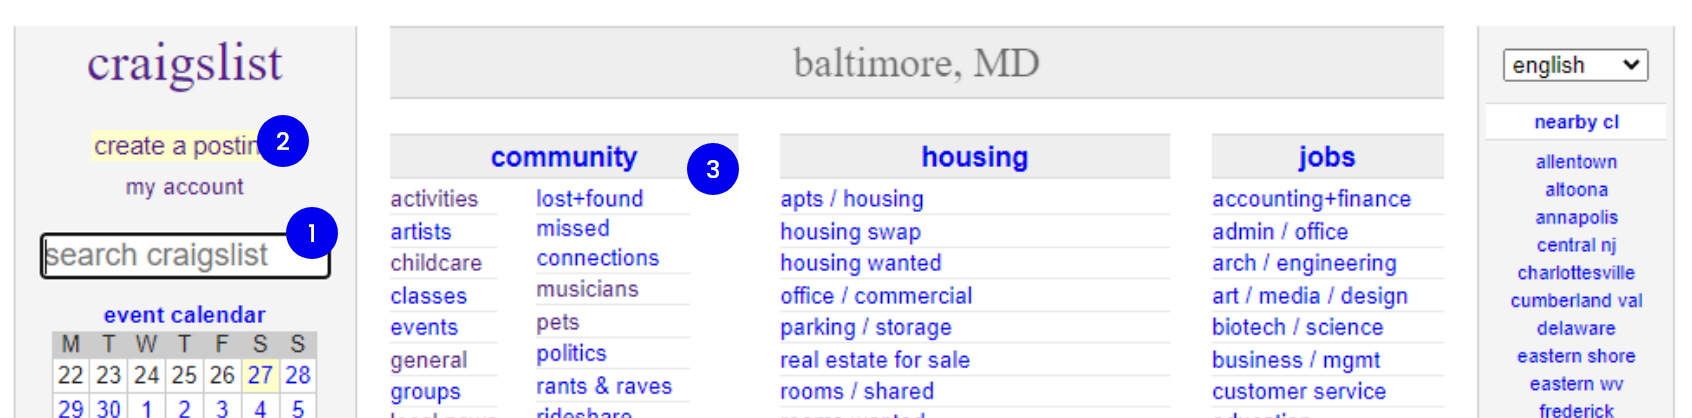 craigslist
create a postin
2
my account
1
search craigslist
event calendar
M T W T F S S
22 23 24 25 26 27 28
29 30 1 2 3 4 5
baltimore, MD
community
3
activities
artists
childcare
classes
events
general
groups
local news
lost+found
missed
connections
musicians
pets
politics
rants & raves
rideshare
housing
apts / housing
housing swap
housing wanted
office / commercial
parking / storage
real estate for sale
rooms / shared
rooms wanted
jobs
accounting+finance
admin / office
arch / engineering
art / media / design
biotech / science
business / mgmt
customer service
education
english
nearby cl
allentown
altoona
annapolis
central nj
charlottesville
cumberland val
delaware
eastern shore
eastern wv
frederick